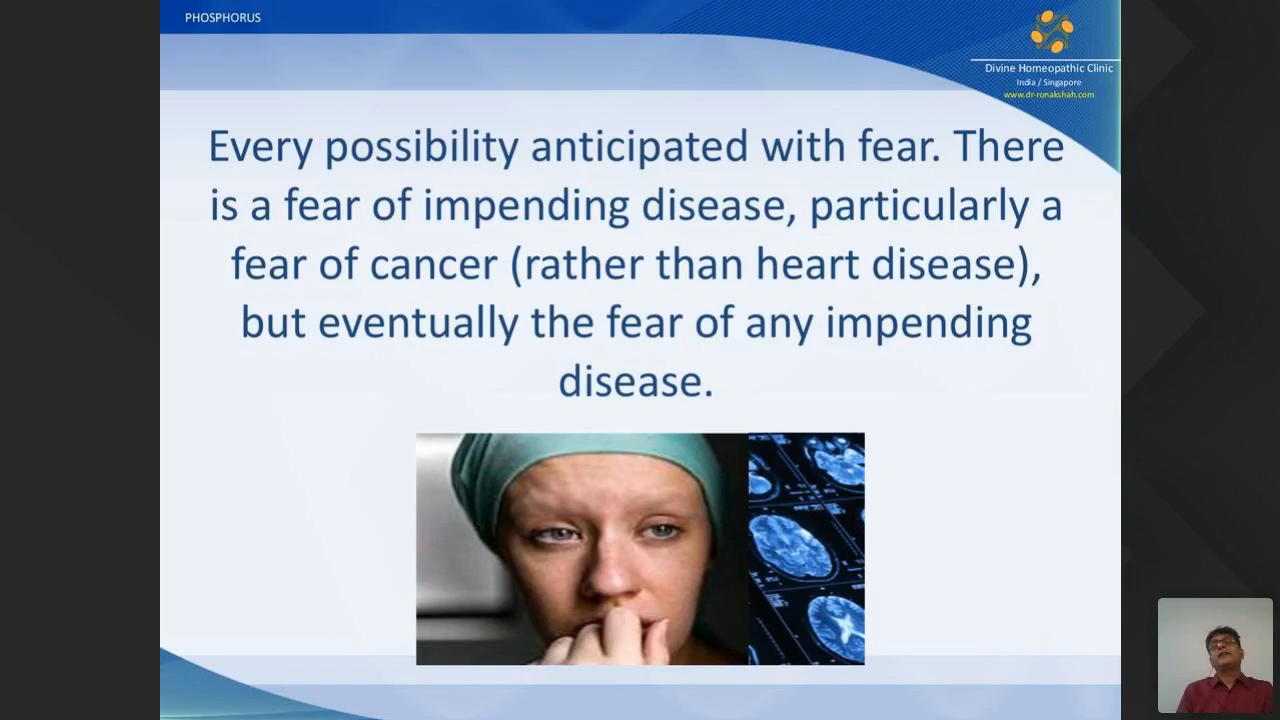 PHOSPHORUS
Divine Homeopathic Clinic
India / Singapore
www.dr-ronakshah.com
Every possibility anticipated with fear. There
is a fear of impending disease, particularly a
fear of cancer (rather than heart disease),
but eventually the fear of any impending
disease.